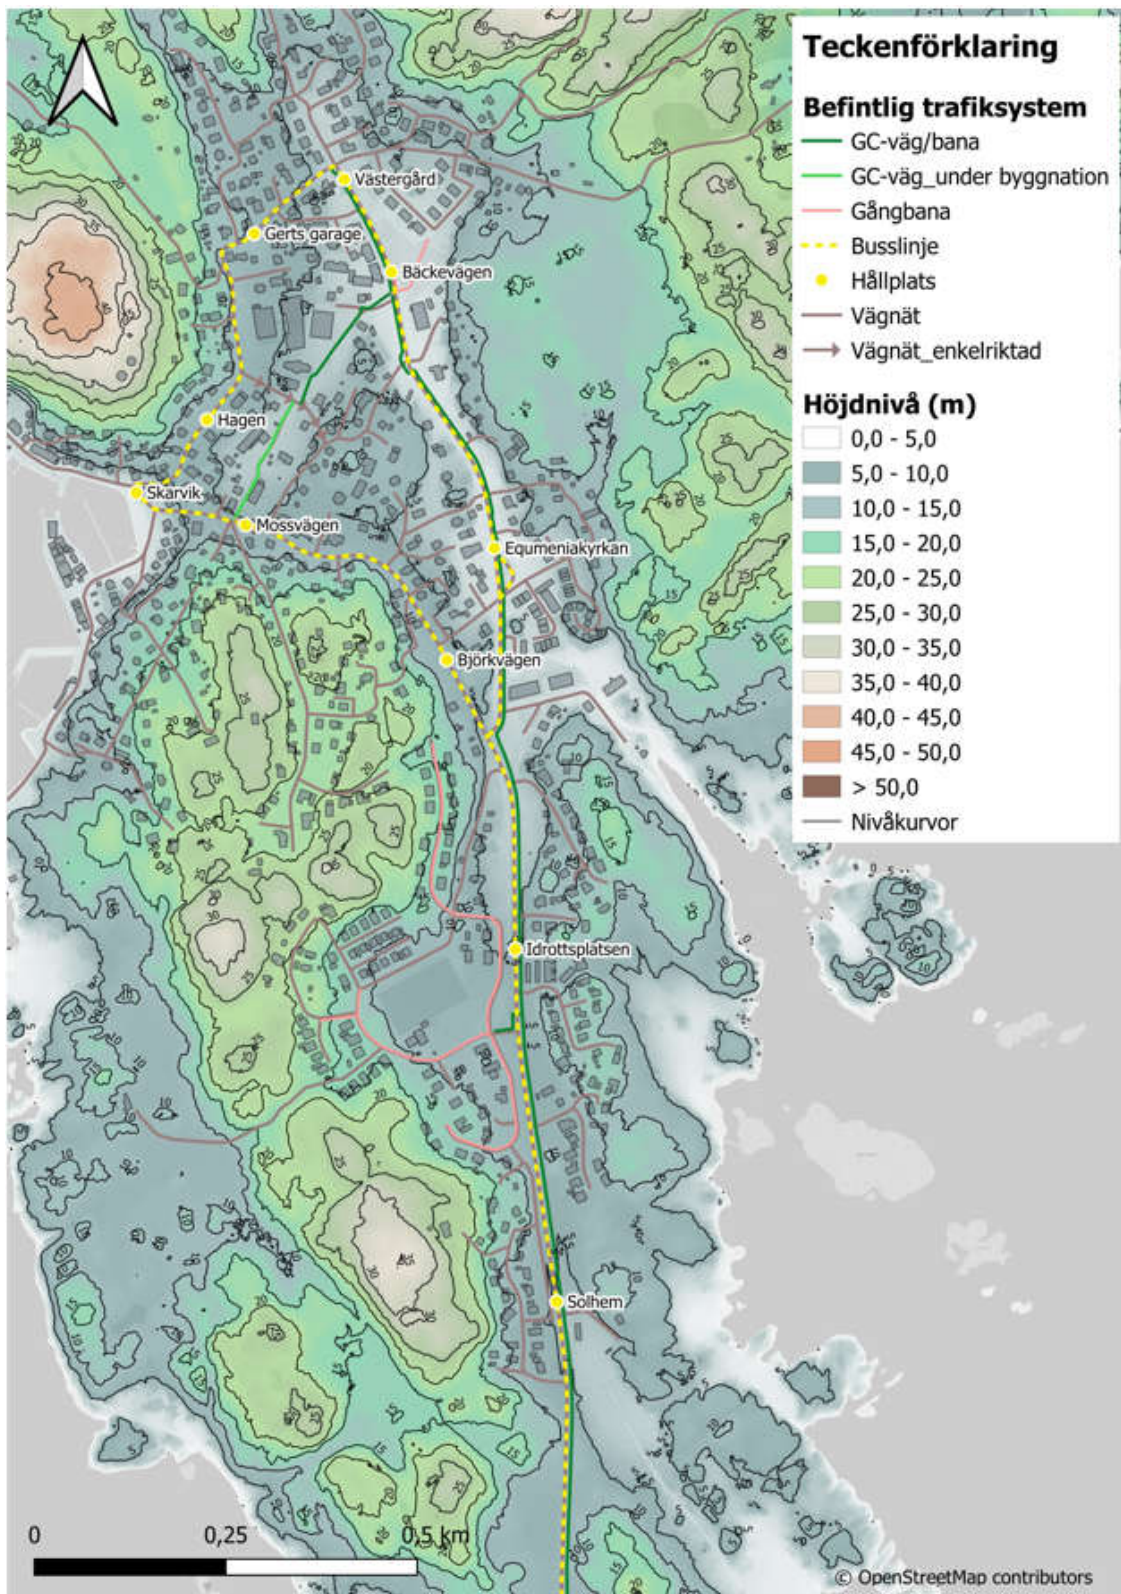 Teckenförklaring
Befintlig trafiksystem
GC-väg/bana
GC-väg_under byggnation
Gångbana
Busslinje
Hållplats
Vägnät
Vägnät_enkelriktad
Höjdnivå (m)
0,0 - 5,0
5,0 - 10,0
10,0 - 15,0
15,0 - 20,0
20,0 - 25,0
25,0 - 30,0
30,0 - 35,0
35,0 - 40,0
40,0 - 45,0
45,0 - 50,0
> 50,0
Nivåkurvor
Västergård
Gerts garage
Bäckevägen
Hagen
Skarvik
Mossvägen
Equmeniakyrkan
Björkvägen
Idrottsplatsen
Solhem
0 0,25 0,5 km
© OpenStreetMap contributors